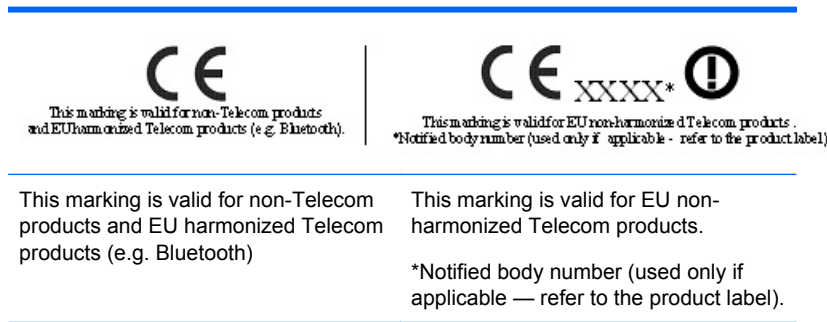 CE
This marking is valid for non-Telecom products
and EU harmonized Telecom products (e.g. Bluetooth).
CE XXXX*
This marking is valid for EU non-harmonized Telecom products .
*Notified body number (used only if applicable - refer to the product label)
This marking is valid for non-Telecom
products and EU harmonized Telecom
products (e.g. Bluetooth)
This marking is valid for EU non-
harmonized Telecom products.
*Notified body number (used only if
applicable — refer to the product label).